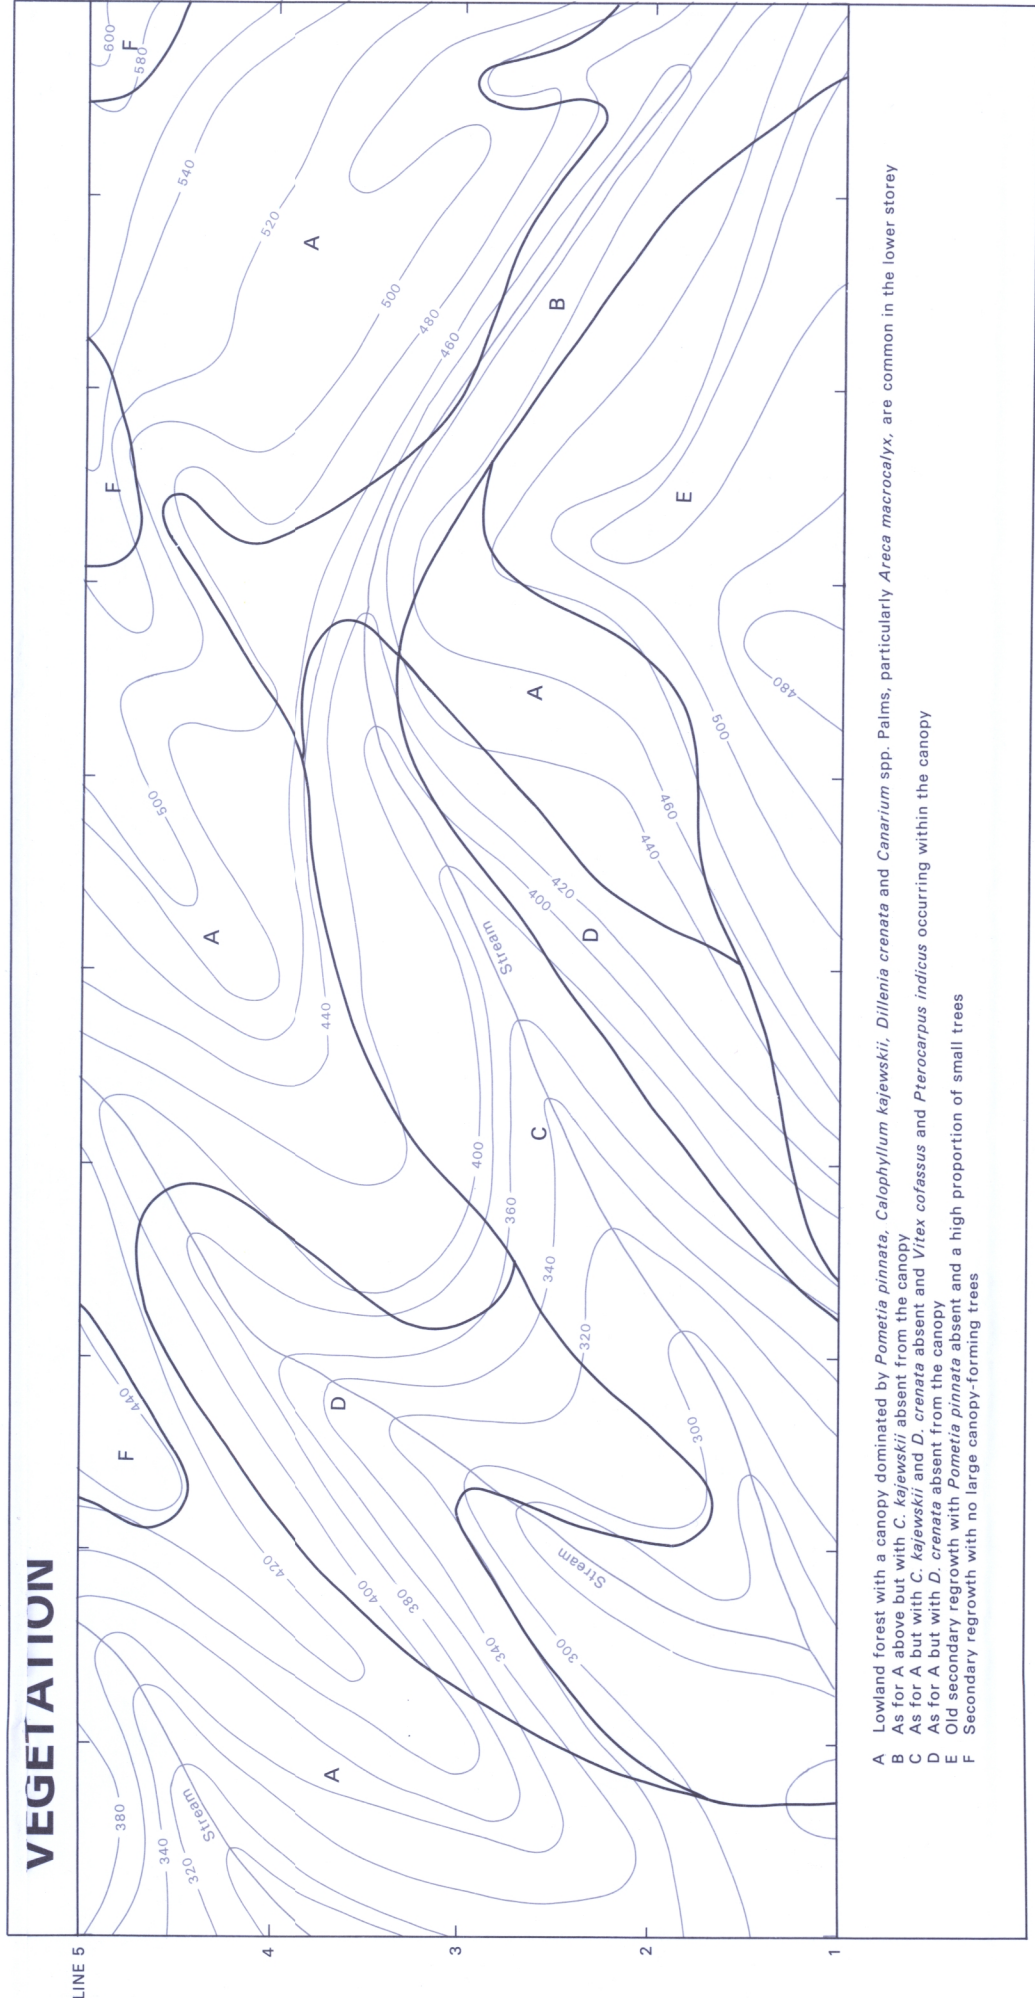 VEGETATION
LINE 5
4
3
2
1
F
600
580
540
520
A
500
480
460
B
F
E
A
480
500
460
440
500
A
420
400
D
Stream
440
C
400
360
340
320
440
F
D
300
420
400
380
340
300
Stream
A
380
340
320
Stream
A Lowland forest with a canopy dominated by Pometia pinnata, Calophyllum kajewskii, Dillenia crenata and Canarium spp. Palms, particularly Areca macrocalyx, are common in the lower storey
B As for A above but with C. kajewskii absent from the canopy
C As for A but with C. kajewskii and D. crenata absent and Vitex cofassus and Pterocarpus indicus occurring within the canopy
D As for A but with D. crenata absent from the canopy
E Old secondary regrowth with Pometia pinnata absent and a high proportion of small trees
F Secondary regrowth with no large canopy-forming trees